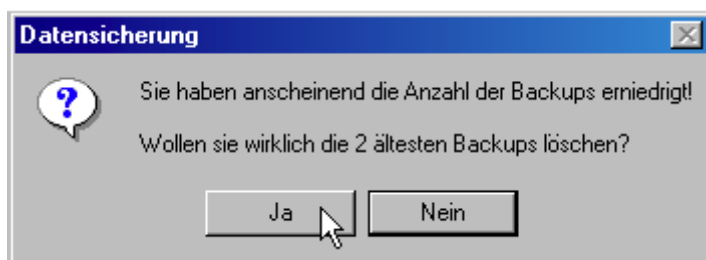 Datensicherung
Sie haben anscheinend die Anzahl der Backups erniedrigt!
Wollen sie wirklich die 2 ältesten Backups löschen?
Ja
Nein